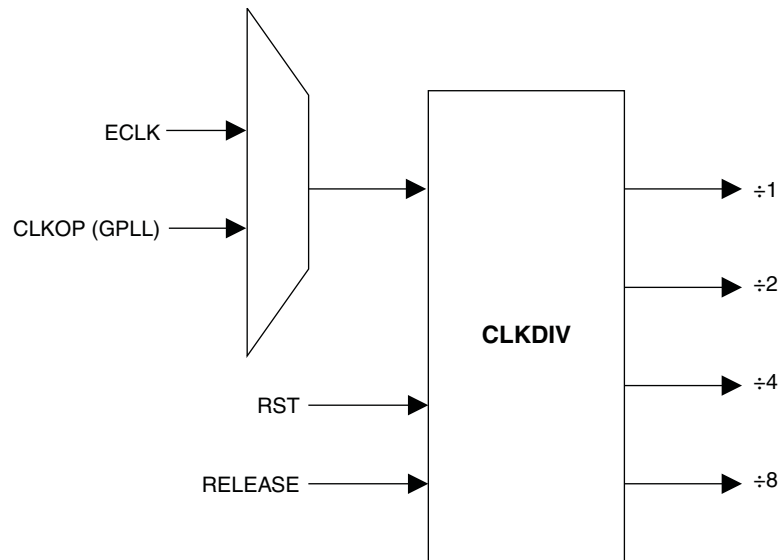 ECLK
CLKOP (GPLL)
RST
RELEASE
CLKDIV
÷1
÷2
÷4
÷8